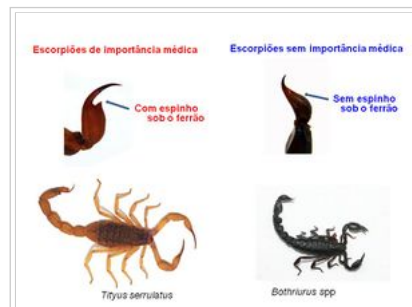 Escorpiões de importância médica
Escorpiões sem importância médica
Com espinho
sob o ferrão
Sem espinho
sob o ferrão
Tityus serrulatus
Bothriurus spp